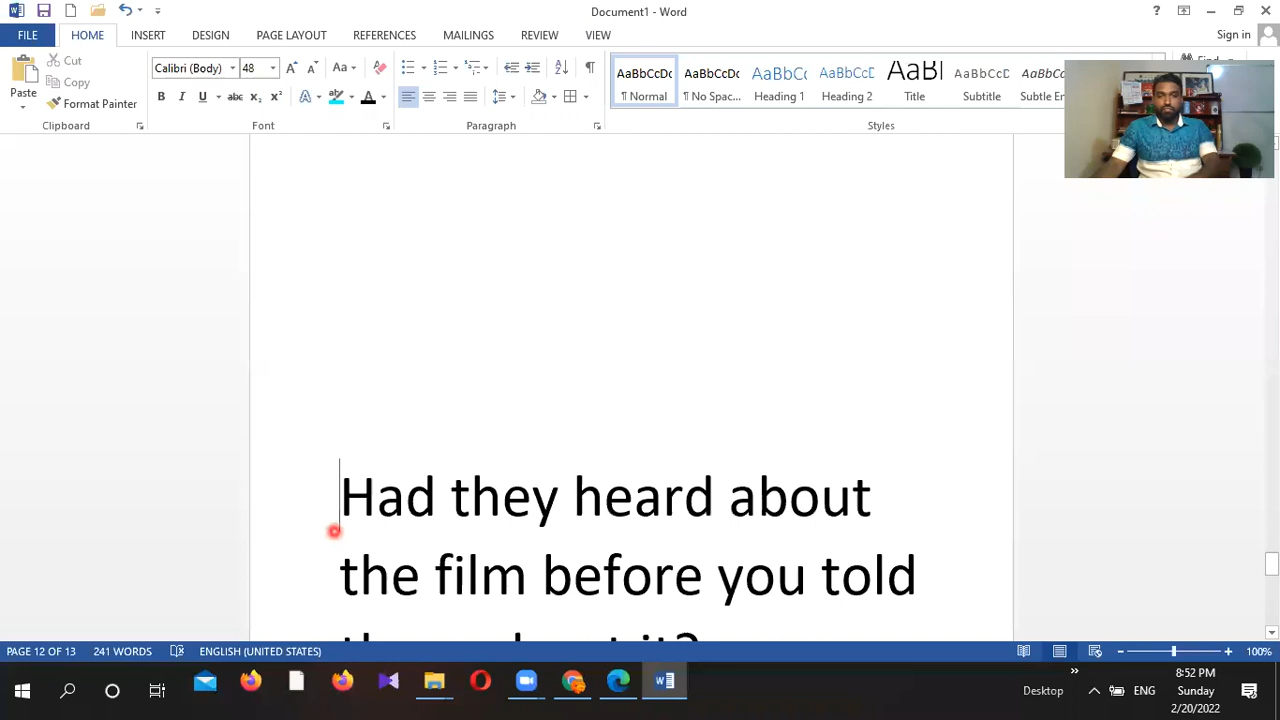 Document1 - Word
Sign in
FILE
HOME
INSERT
DESIGN
PAGE LAYOUT
REFERENCES
MAILINGS
REVIEW
VIEW
Paste
Cut
Copy
Format Painter
Clipboard
Calibri (Body)
48
Font
Paragraph
AaBbCcDc
¶ Normal
AaBbCcDc
¶ No Spac...
AaBbCc
Heading 1
AaBbCcD
Heading 2
AaBl
Title
AaBbCcD
Subtitle
AaBbCcD
Subtle Em
Styles
Had they heard about
the film before you told
PAGE 12 OF 13
241 WORDS
ENGLISH (UNITED STATES)
100%
Desktop
ENG
8:52 PM
Sunday
2/20/2022